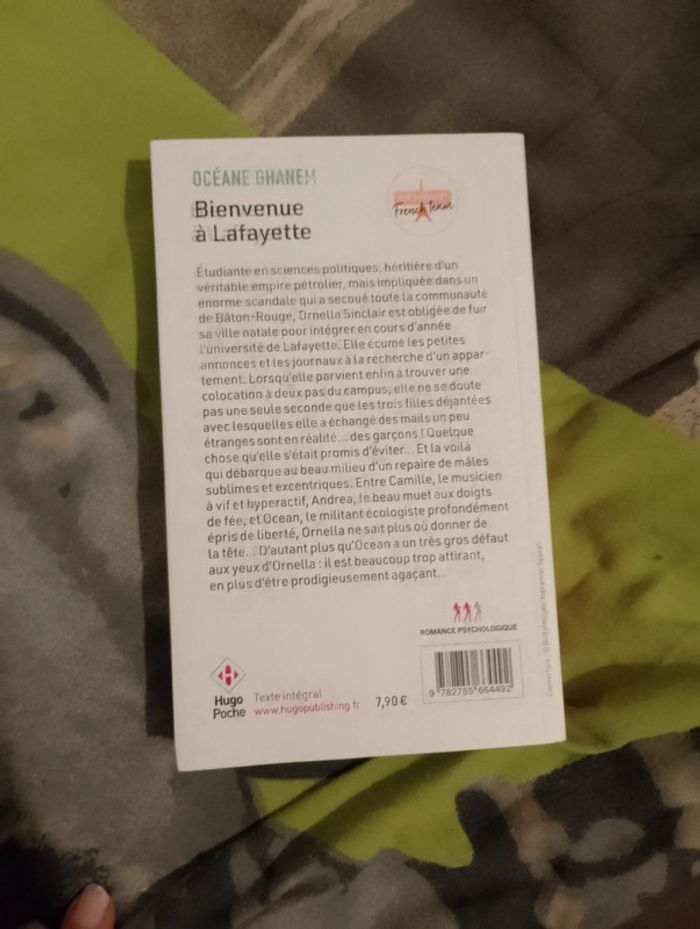 OCÉANE GHANEM
Bienvenue
à Lafayette
French team
Étudiante en sciences politiques, héritière d'un
véritable empire pétrolier, mais impliquée dans un
énorme scandale qui a secoué toute la communauté
de Bâton-Rouge, Ornella Sinclair est obligée de fuir
sa ville natale pour intégrer en cours d'année
l'université de Lafayette. Elle écume les petites
annonces et les journaux à la recherche d'un appar-
tement. Lorsqu'elle parvient enfin à trouver une
colocation à deux pas du campus, elle ne se doute
pas une seule seconde que les trois filles déjantées
avec lesquelles elle a échangé des mails un peu
étranges sont en réalité... des garçons ! Quelque
chose qu'elle s'était promis d'éviter... Et la voilà
qui débarque au beau milieu d'un repaire de mâles
sublimes et excentriques. Entre Camille, le musicien
à vif et hyperactif, Andrea, le beau muet aux doigts
de fée, et Ocean, le militant écologiste profondément
épris de liberté, Ornella ne sait plus où donner de
la tête... D'autant plus qu'Ocean a un très gros défaut
aux yeux d'Ornella : il est beaucoup trop attirant,
en plus d'être prodigieusement agaçant...
ROMANCE PSYCHOLOGIQUE
Hugo
Poche
Texte intégral
www.hugopublishing.fr
7,90 €
9 782755 664492